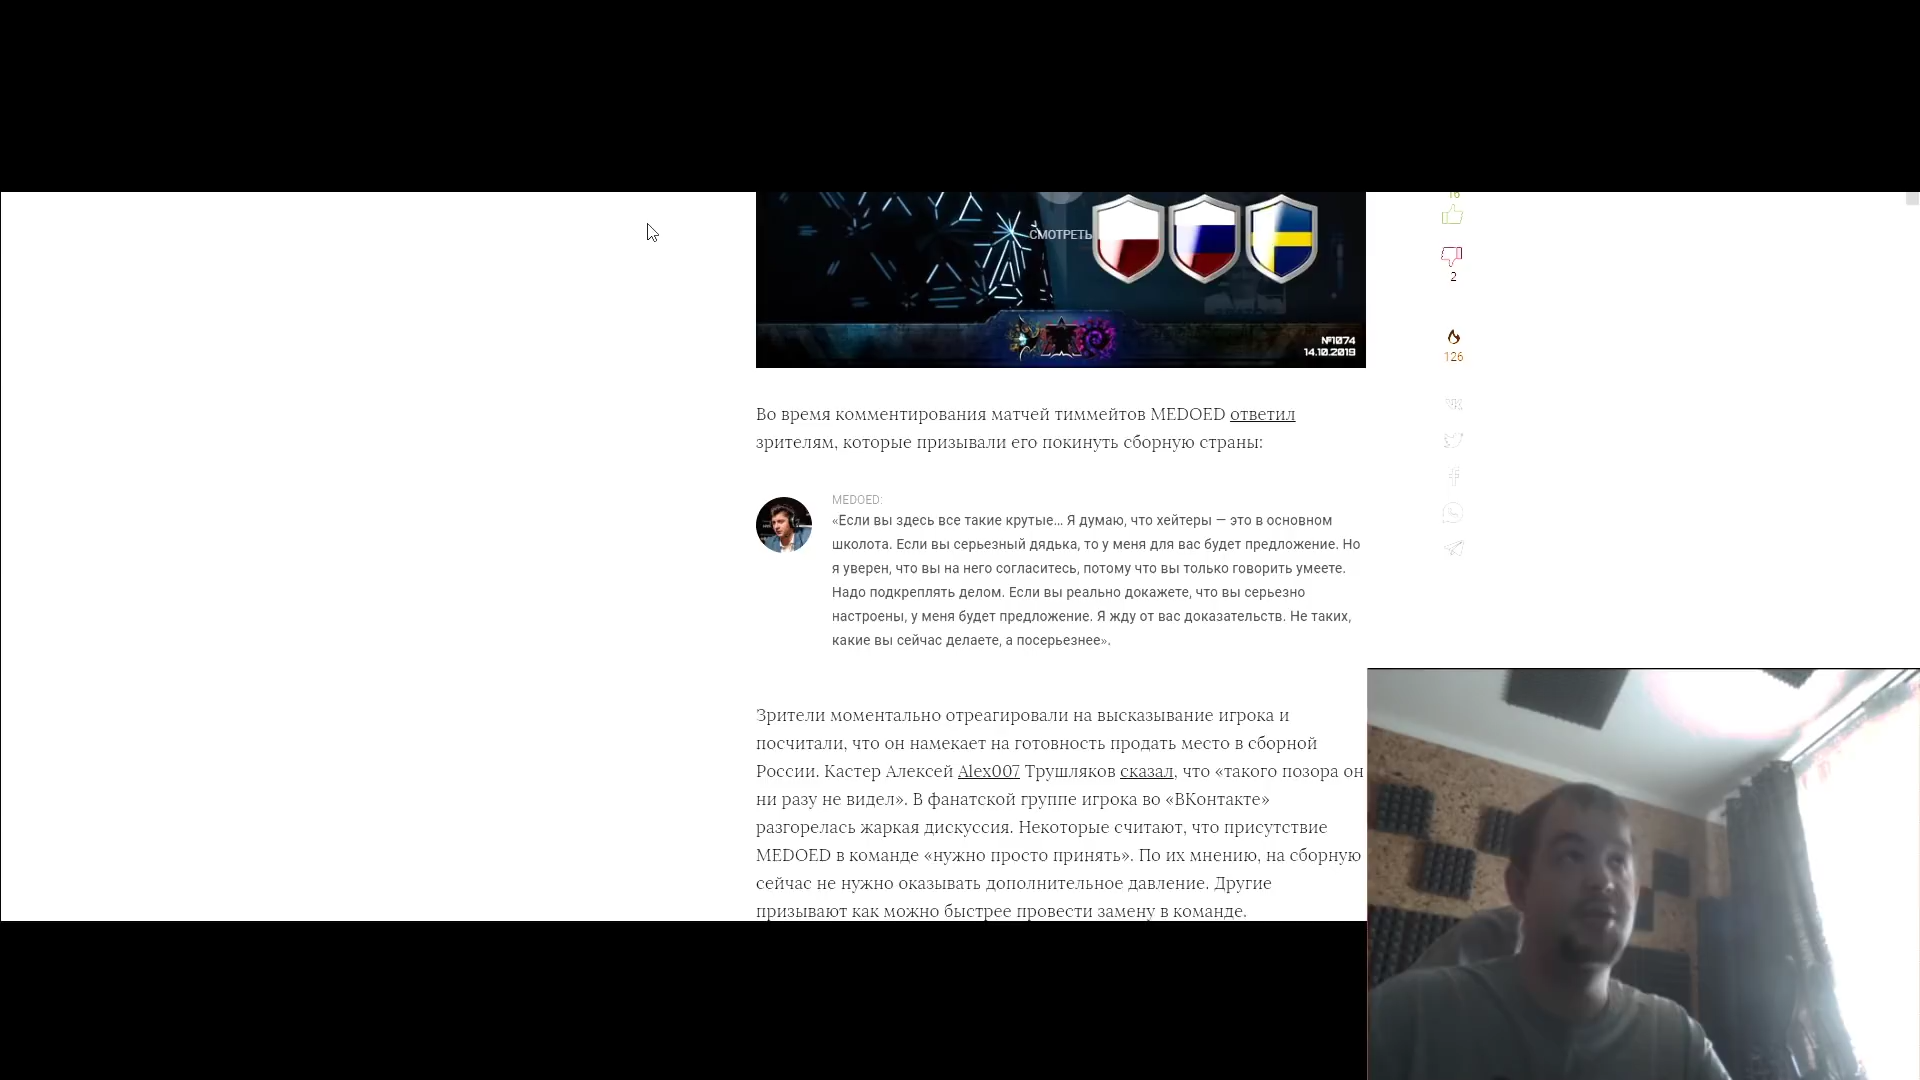 16
СМОТРЕТЬ
2
№1074
14.10.2019
126
Во время комментирования матчей тиммейтов MEDOED ответил
зрителям, которые призывали его покинуть сборную страны:
MEDOED:
«Если вы здесь все такие крутые... Я думаю, что хейтеры — это в основном
школота. Если вы серьезный дядька, то у меня для вас будет предложение. Но
я уверен, что вы на него согласитесь, потому что вы только говорить умеете.
Надо подкреплять делом. Если вы реально докажете, что вы серьезно
настроены, у меня будет предложение. Я жду от вас доказательств. Не таких,
какие вы сейчас делаете, а посерьезнее».
Зрители моментально отреагировали на высказывание игрока и
посчитали, что он намекает на готовность продать место в сборной
России. Кастер Алексей Alex007 Трушляков сказал, что «такого позора он
ни разу не видел». В фанатской группе игрока во «ВКонтакте»
разгорелась жаркая дискуссия. Некоторые считают, что присутствие
MEDOED в команде «нужно просто принять». По их мнению, на сборную
сейчас не нужно оказывать дополнительное давление. Другие
призывают как можно быстрее провести замену в команде.